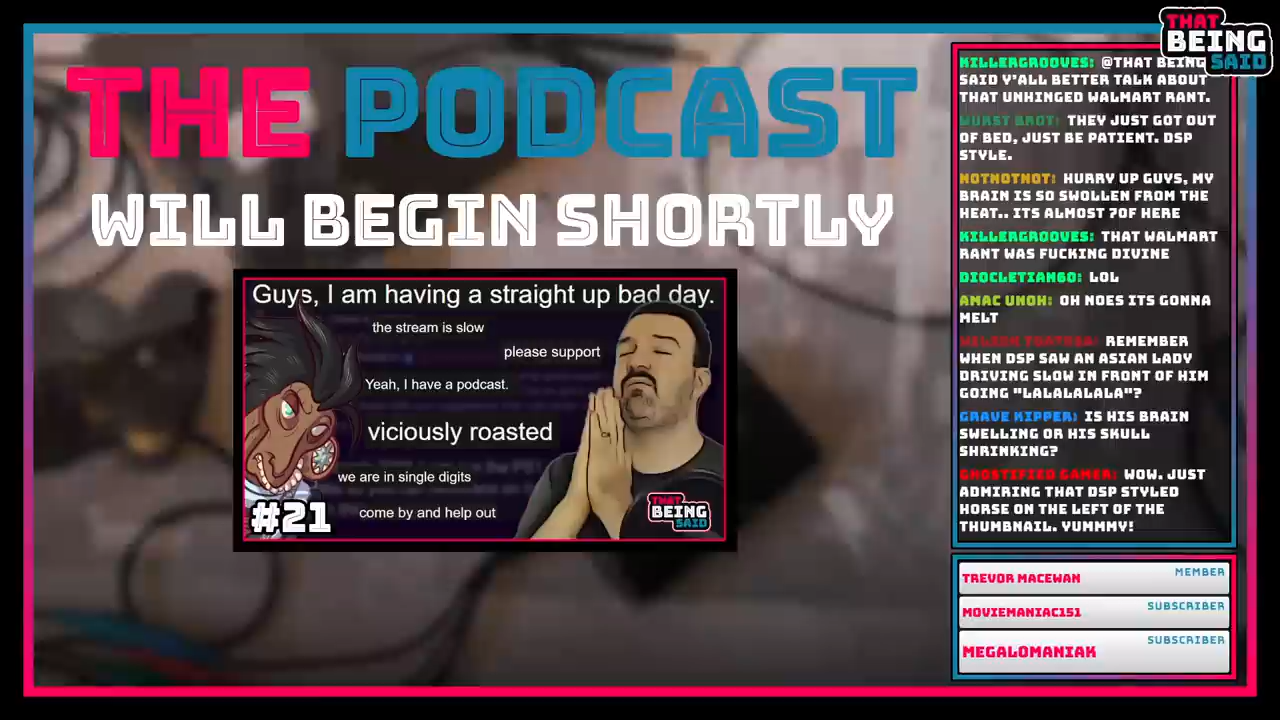 THAT
BEING
SAID
THE PODCAST
WILL BEGIN SHORTLY
Guys, I am having a straight up bad day.
the stream is slow
please support
Yeah, I have a podcast.
viciously roasted
we are in single digits
come by and help out
#21
THAT
BEING
SAID
KILLERGROOVES: @THAT BEING
SAID Y'ALL BETTER TALK ABOUT
THAT UNHINGED WALMART RANT.
WURST BROT: THEY JUST GOT OUT
OF BED, JUST BE PATIENT. DSP
STYLE.
NOTNOTNOT: HURRY UP GUYS, MY
BRAIN IS SO SWOLLEN FROM THE
HEAT.. ITS ALMOST 70F HERE
KILLERGROOVES: THAT WALMART
RANT WAS FUCKING DIVINE
DIOCLETIAN60: LOL
AMAC UNOH: OH NOES ITS GONNA
MELT
REMEMBER
WHEN DSP SAW AN ASIAN LADY
DRIVING SLOW IN FRONT OF HIM
GOING "LALALALALA"?
GRAVE KIPPER: IS HIS BRAIN
SWELLING OR HIS SKULL
SHRINKING?
GHOSTIFIED GAMER: WOW. JUST
ADMIRING THAT DSP STYLED
HORSE ON THE LEFT OF THE
THUMBNAIL. YUMMMY!
TREVOR MACEWAN
MEMBER
MOVIEMANIAC151
SUBSCRIBER
MEGALOMANIAK
SUBSCRIBER